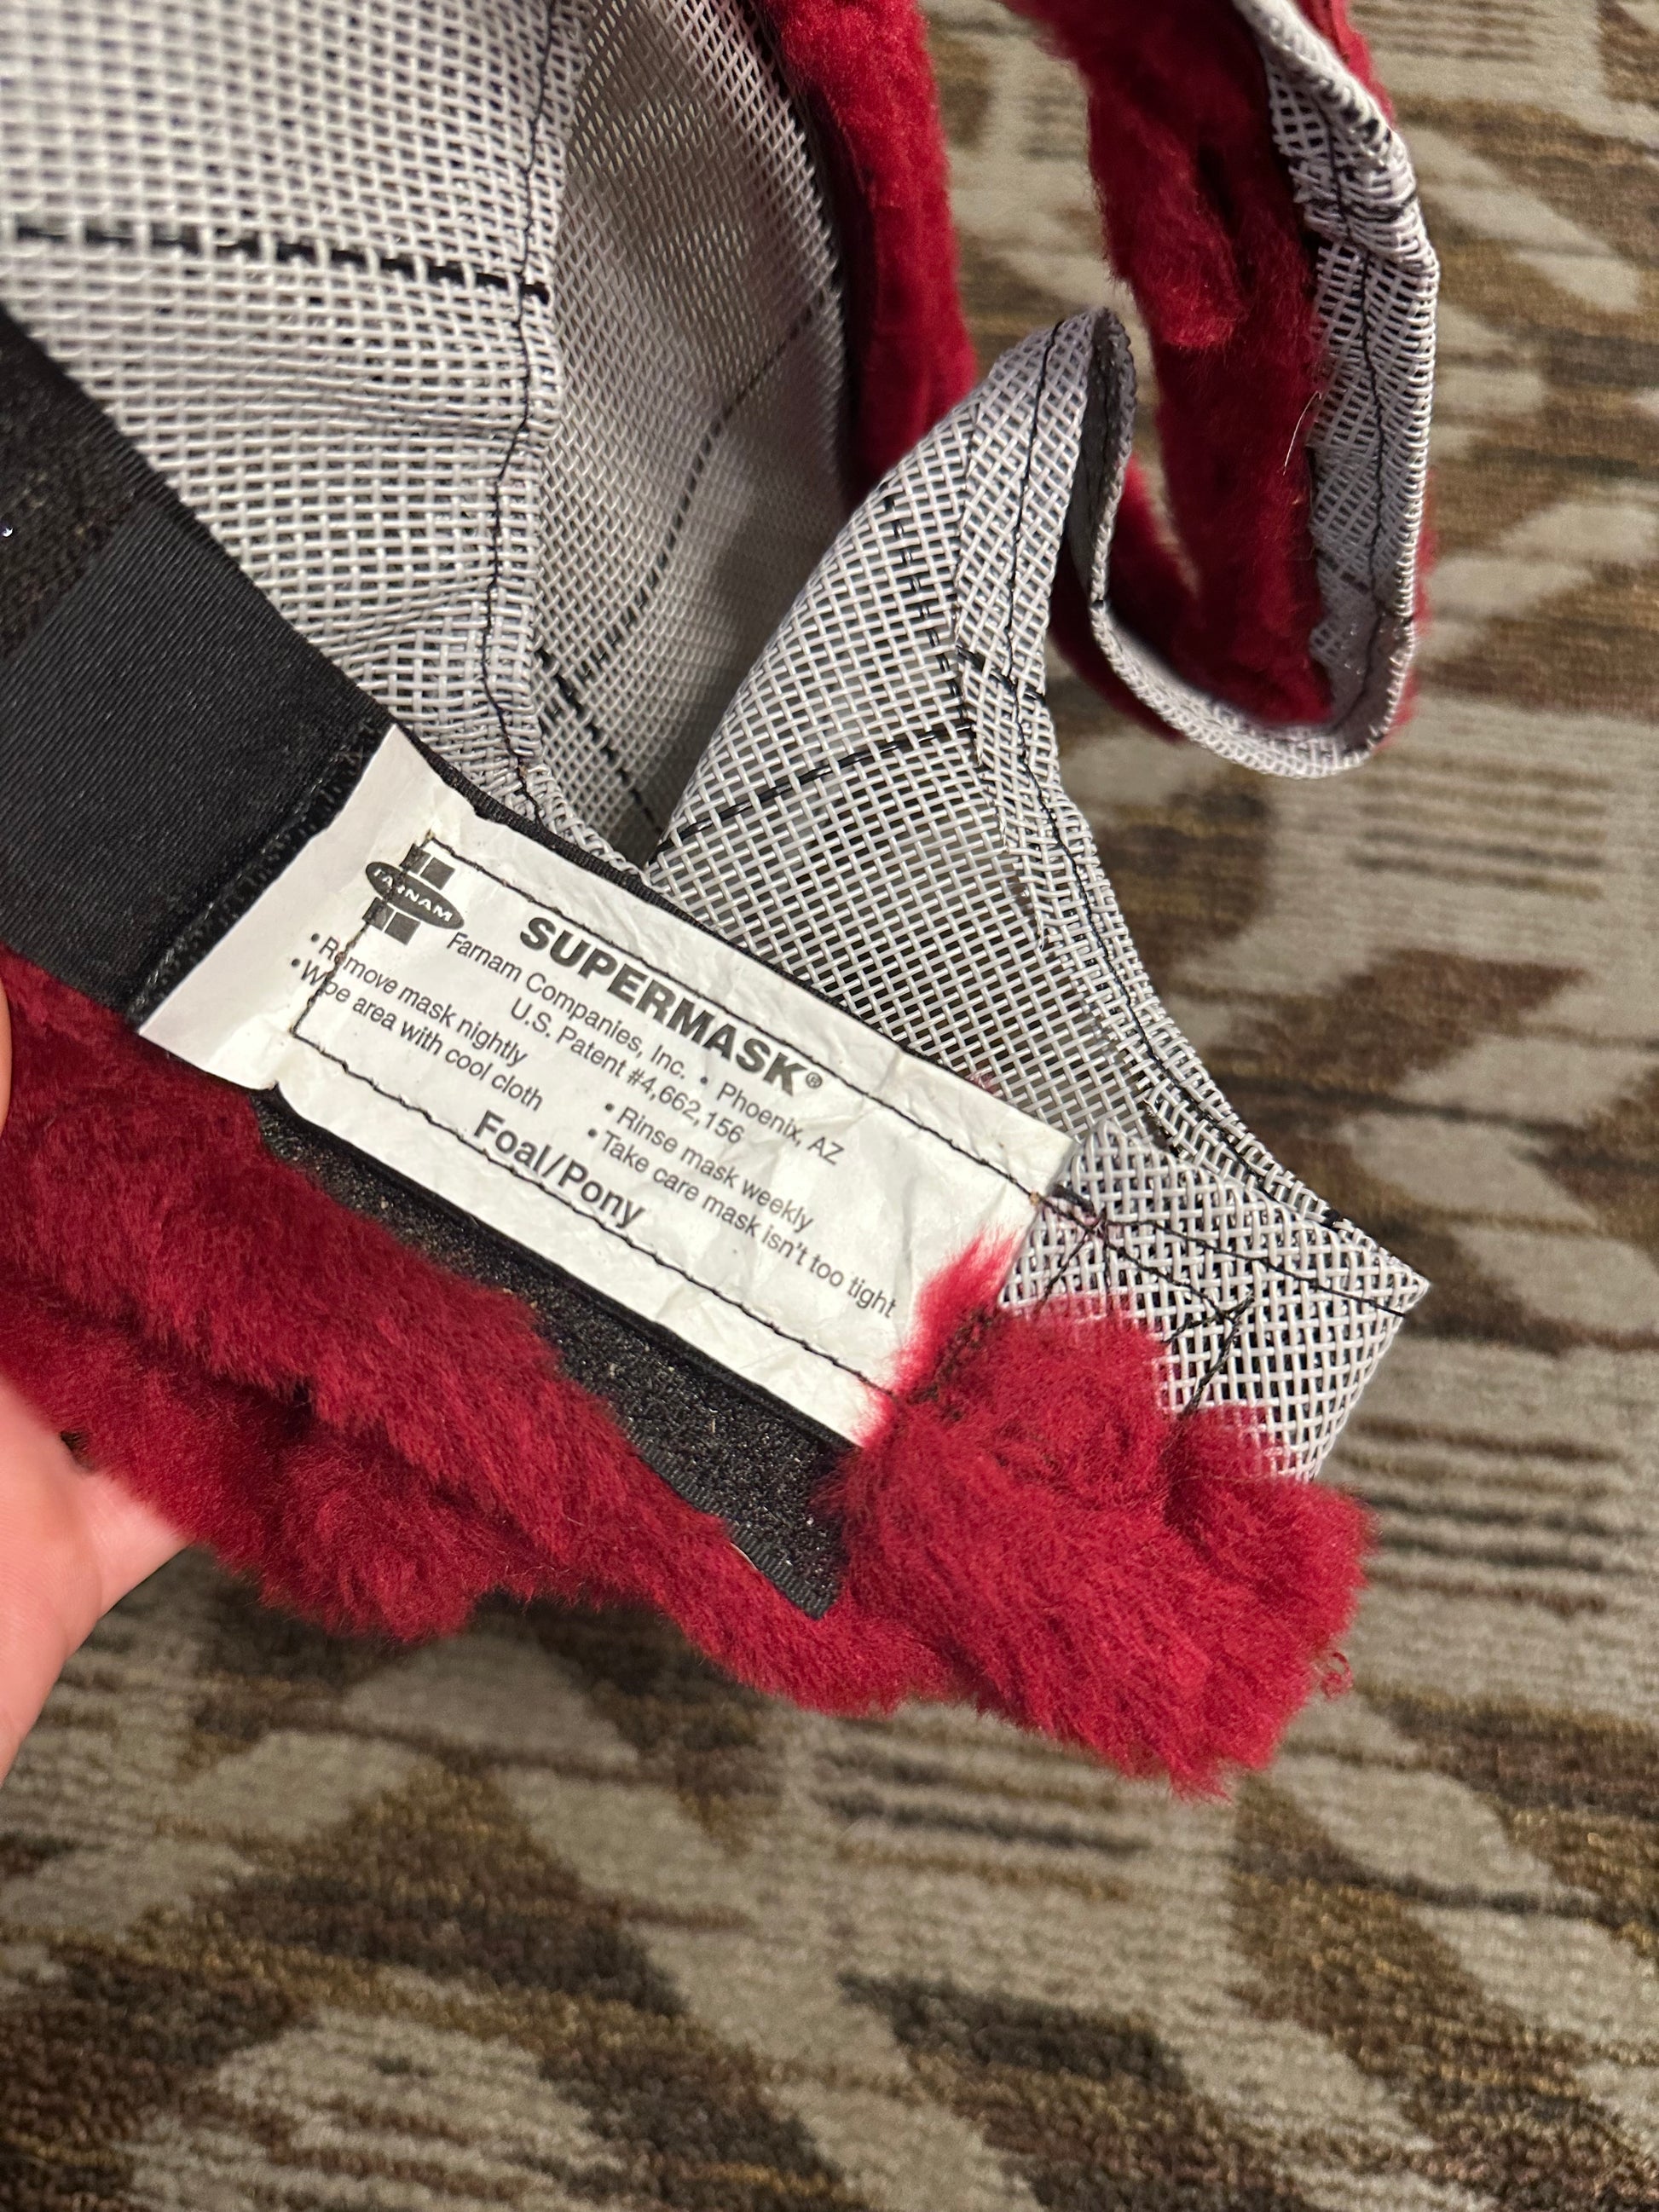 FARNAM
SUPERMASK®
Farnam Companies, Inc. • Phoenix, AZ
U.S. Patent #4,662,156
• Remove mask nightly
• Wipe area with cool cloth
• Rinse mask weekly
• Take care mask isn't too tight
Foal/Pony